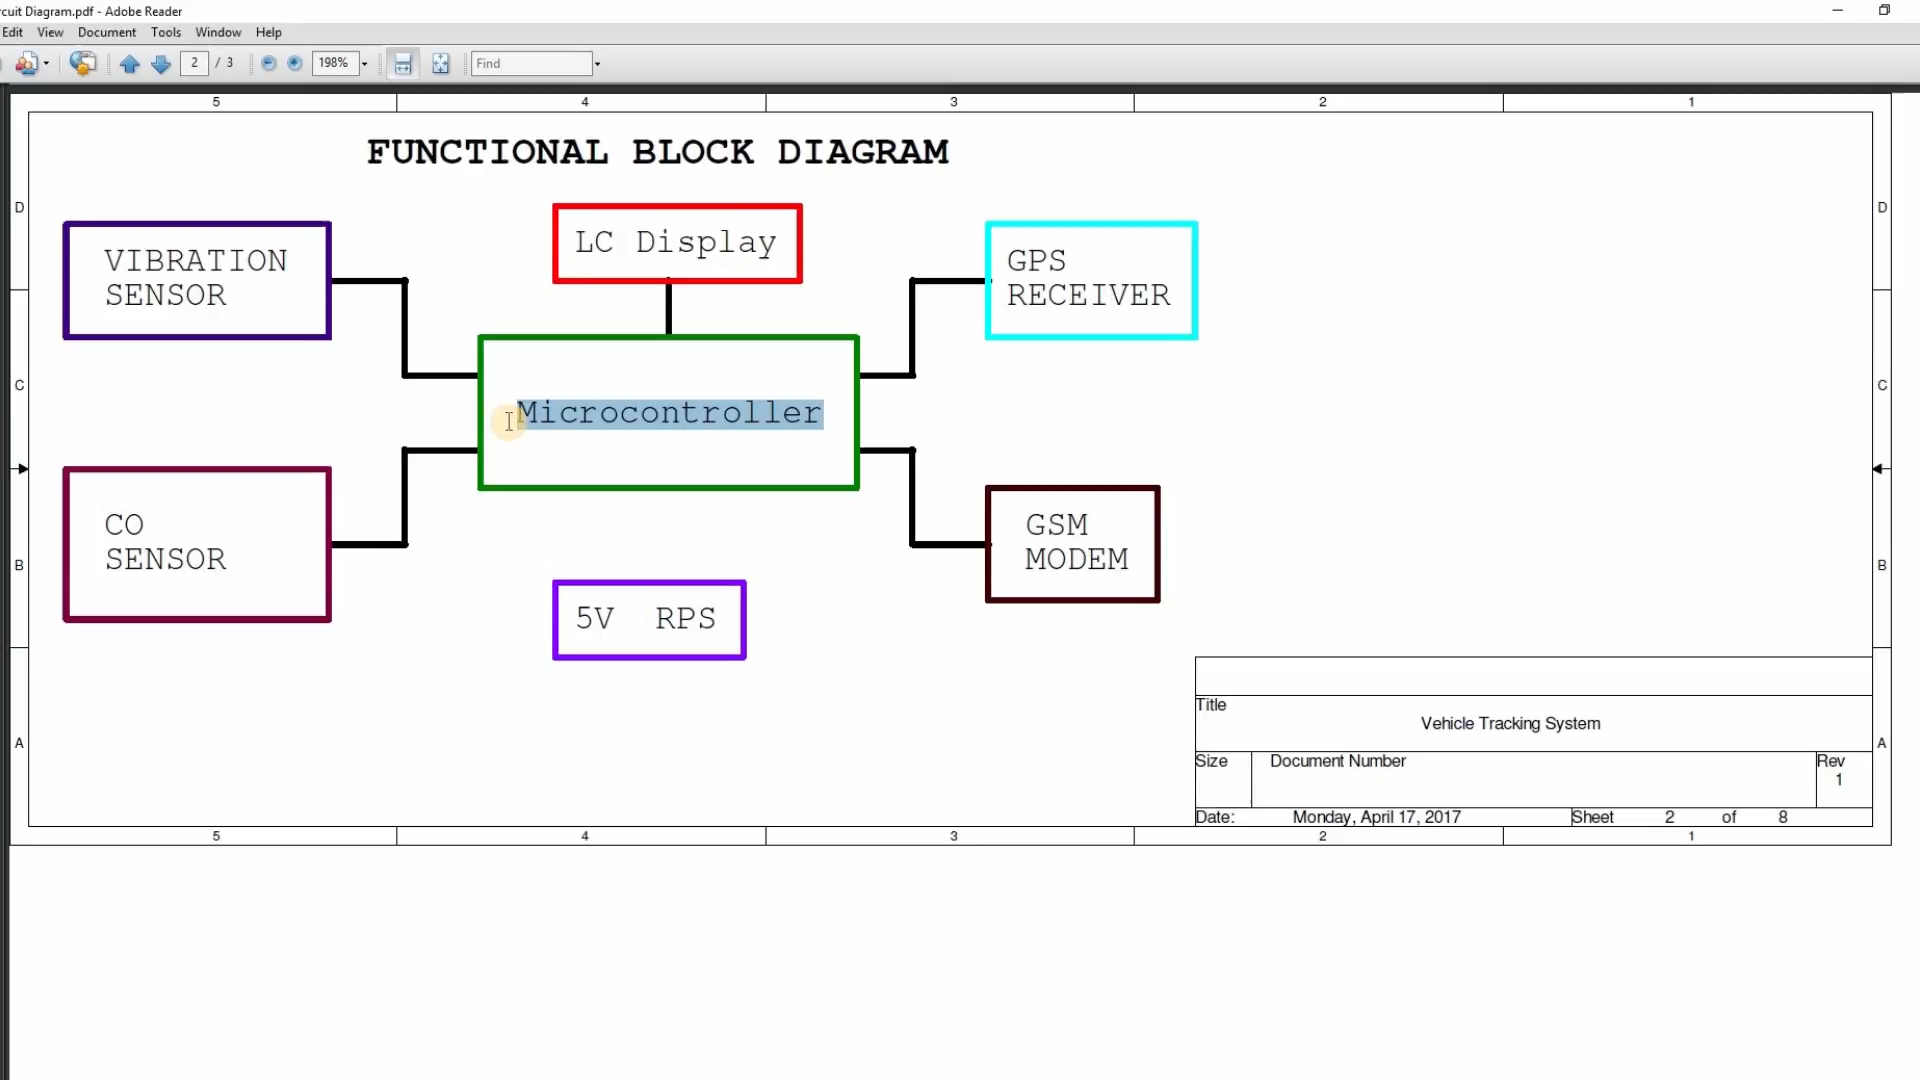 rcuit Diagram.pdf - Adobe Reader
Edit View Document Tools Window Help
2 / 3 198% Find
5 4 3 2 1
FUNCTIONAL BLOCK DIAGRAM
D D
LC Display
VIBRATION
SENSOR
GPS
RECEIVER
C C
Microcontroller
CO
SENSOR
GSM
MODEM
B B
5V RPS
Title
Vehicle Tracking System
A A
Size Document Number Rev
1
Date: Monday, April 17, 2017 Sheet 2 of 8
5 4 3 2 1